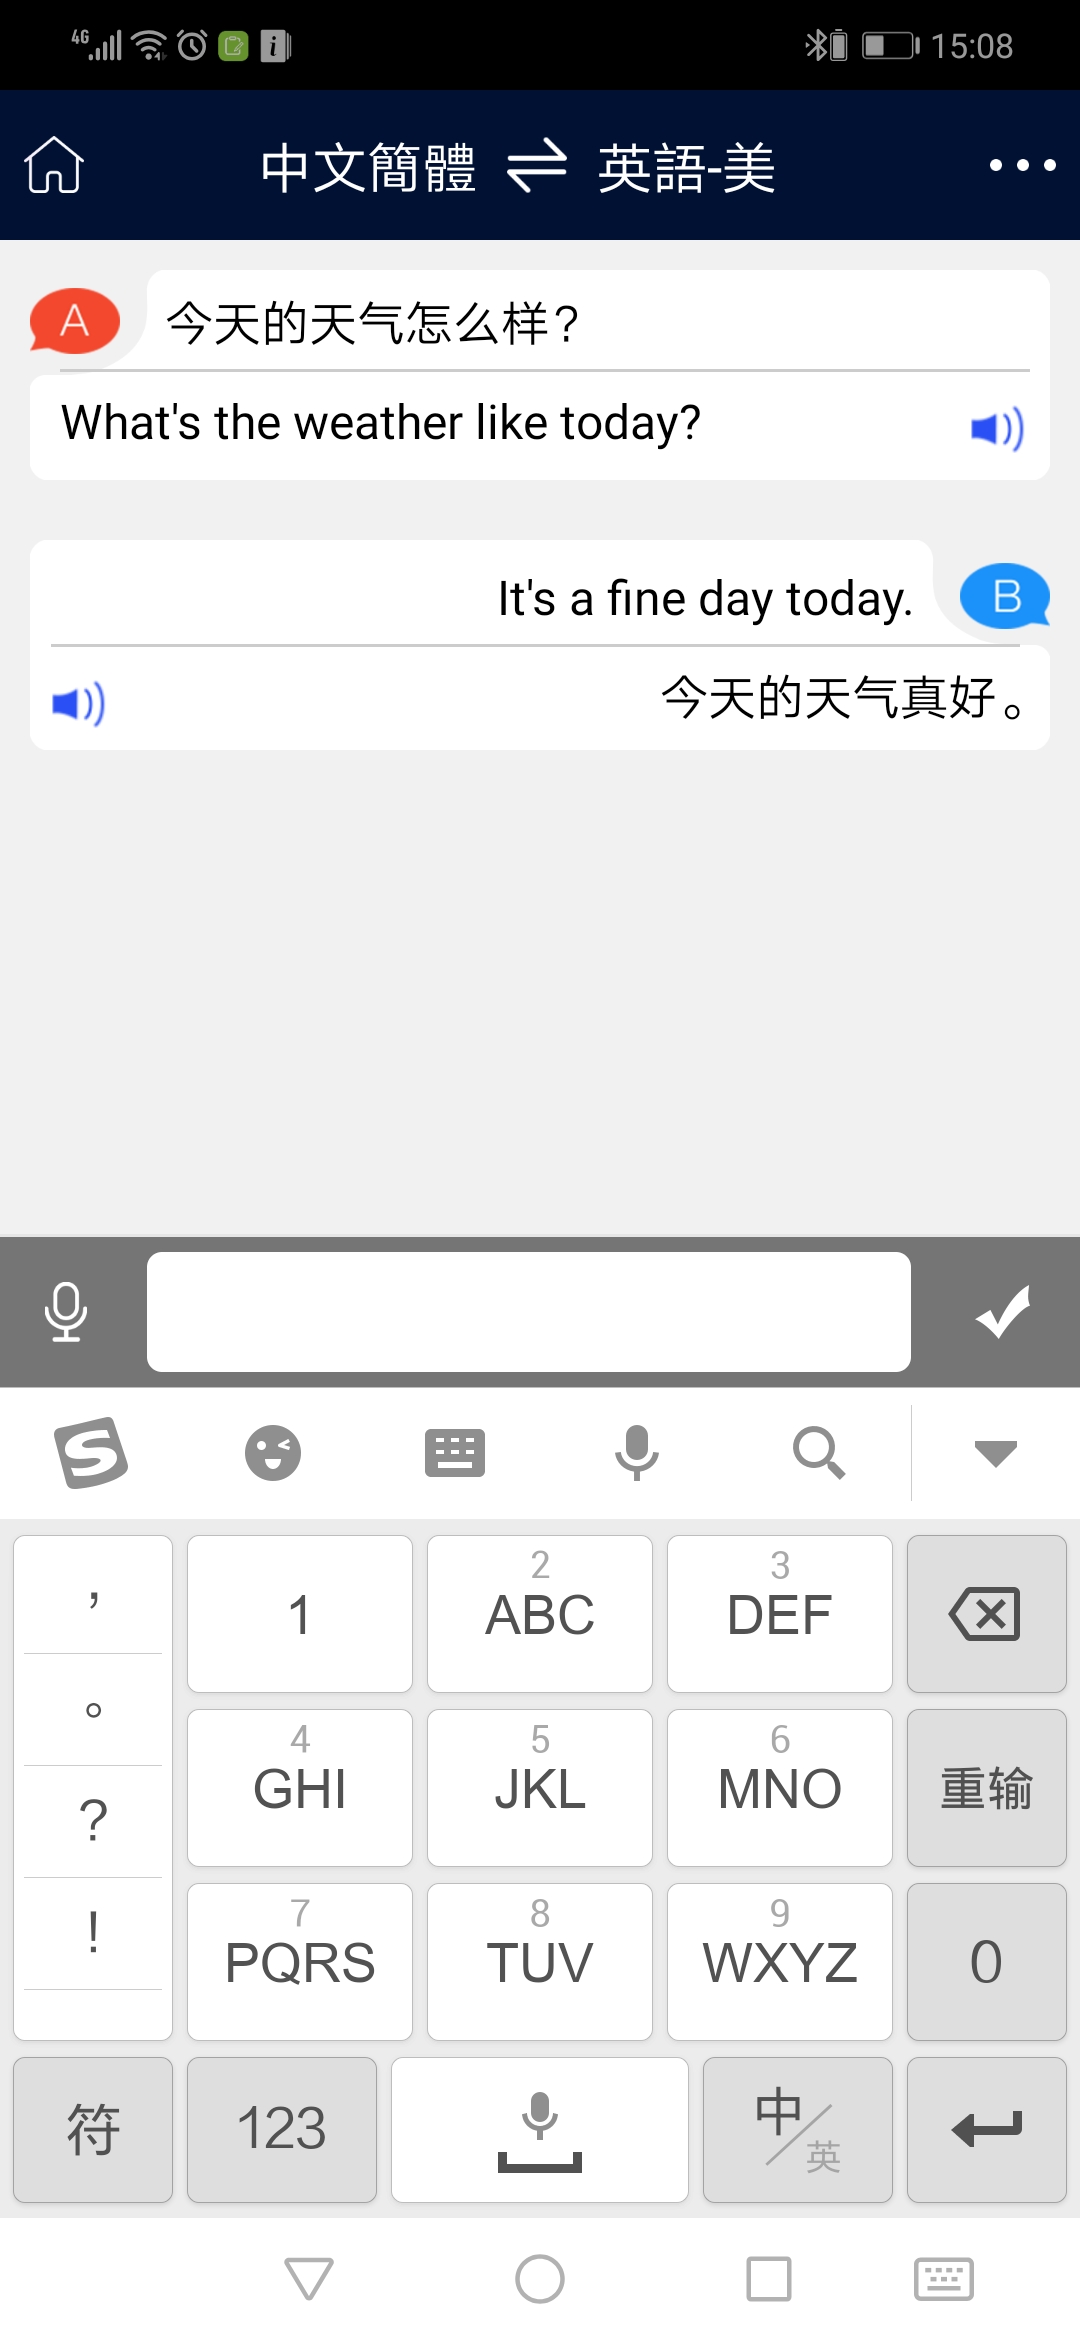 4G 15:08
中文簡體 英語-美
A 今天的天气怎么样?
What's the weather like today?
It's a fine day today. B
今天的天气真好。
S
, 1 2 3
ABC DEF
。 4 5 6
GHI JKL MNO 重输
?
! 7 8 9
PQRS TUV WXYZ 0
符 123 中/英